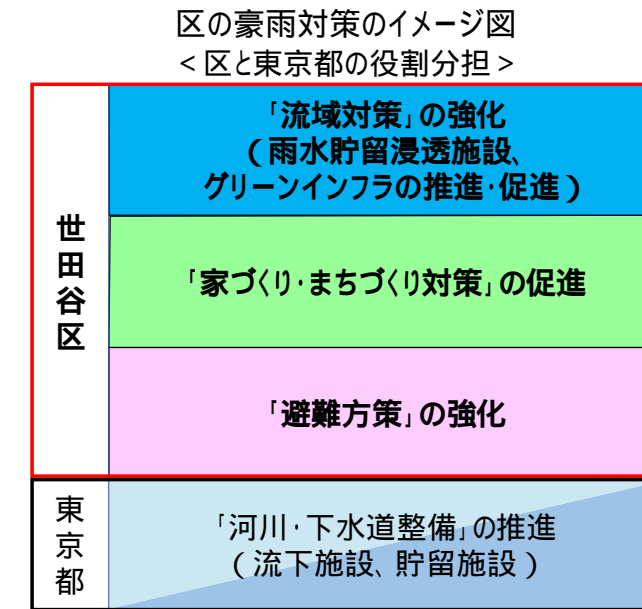 区の豪雨対策のイメージ図
<区と東京都の役割分担>
世田谷区
「流域対策」の強化
(雨水貯留浸透施設、
グリーンインフラの推進・促進)
「家づくり・まちづくり対策」の促進
「避難方策」の強化
東京都
「河川・下水道整備」の推進
(流下施設、貯留施設)